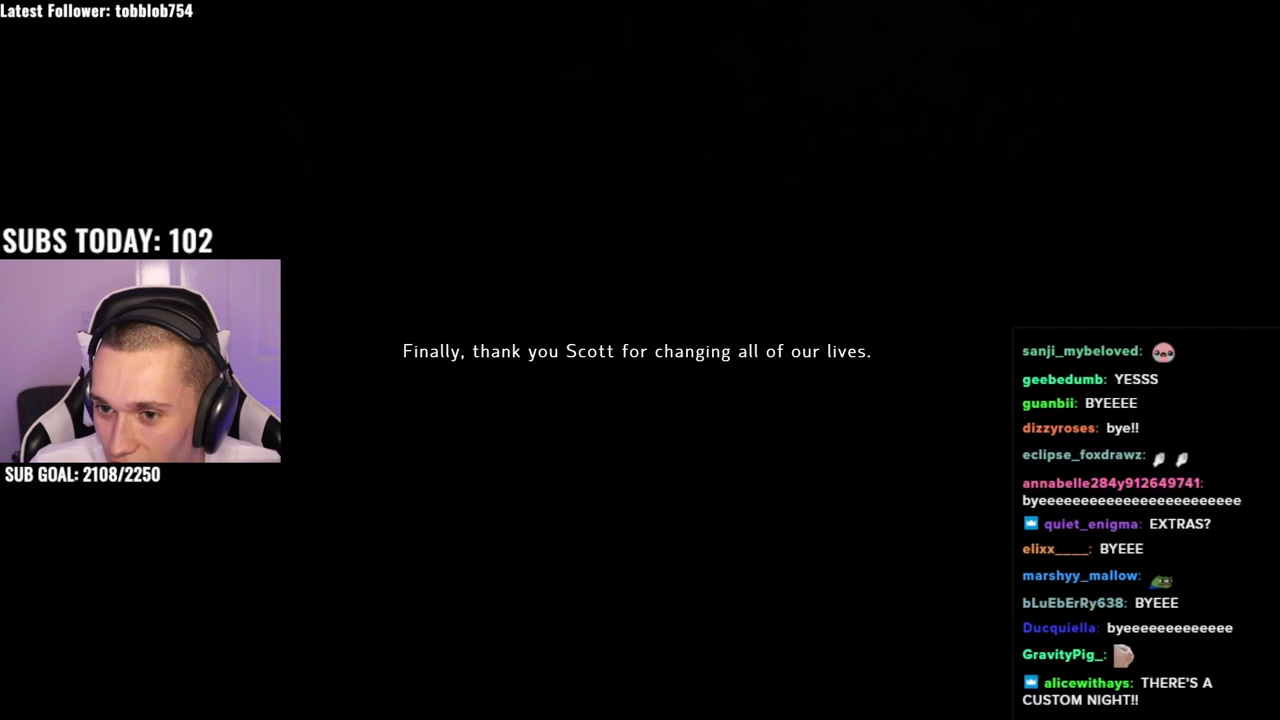 Latest Follower: tobblob754
SUBS TODAY: 102
SUB GOAL: 2108/2250
Finally, thank you Scott for changing all of our lives.
sanji_mybeloved:
geebedumb: YESSS
guanbii: BYEEEE
dizzyroses: bye!!
eclipse_foxdrawz:
annabelle284y912649741:
byeeeeeeeeeeeeeeeeeeeeeeee
quiet_enigma: EXTRAS?
elixx____: BYEEE
marshyy_mallow:
bLuEbErRy638: BYEEE
Ducquiella: byeeeeeeeeeeeee
GravityPig_:
alicewithays: THERE'S A
CUSTOM NIGHT!!